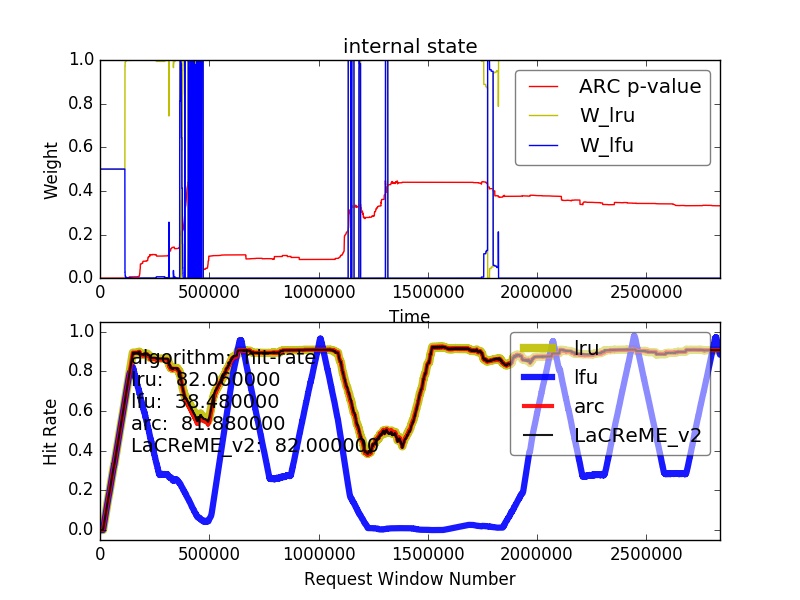 internal state
1.0
0.8
0.6
0.4
0.2
0.0
Weight
ARC p-value
W_lru
W_lfu
0 500000 1000000 1500000 2000000 2500000
Time
1.0
0.8
0.6
0.4
0.2
0.0
Hit Rate
algorithm: hit-rate
lru: 82.060000
lfu: 38.480000
arc: 81.880000
LaCReME_v2: 82.000000
lru
lfu
arc
LaCReME_v2
0 500000 1000000 1500000 2000000 2500000
Request Window Number